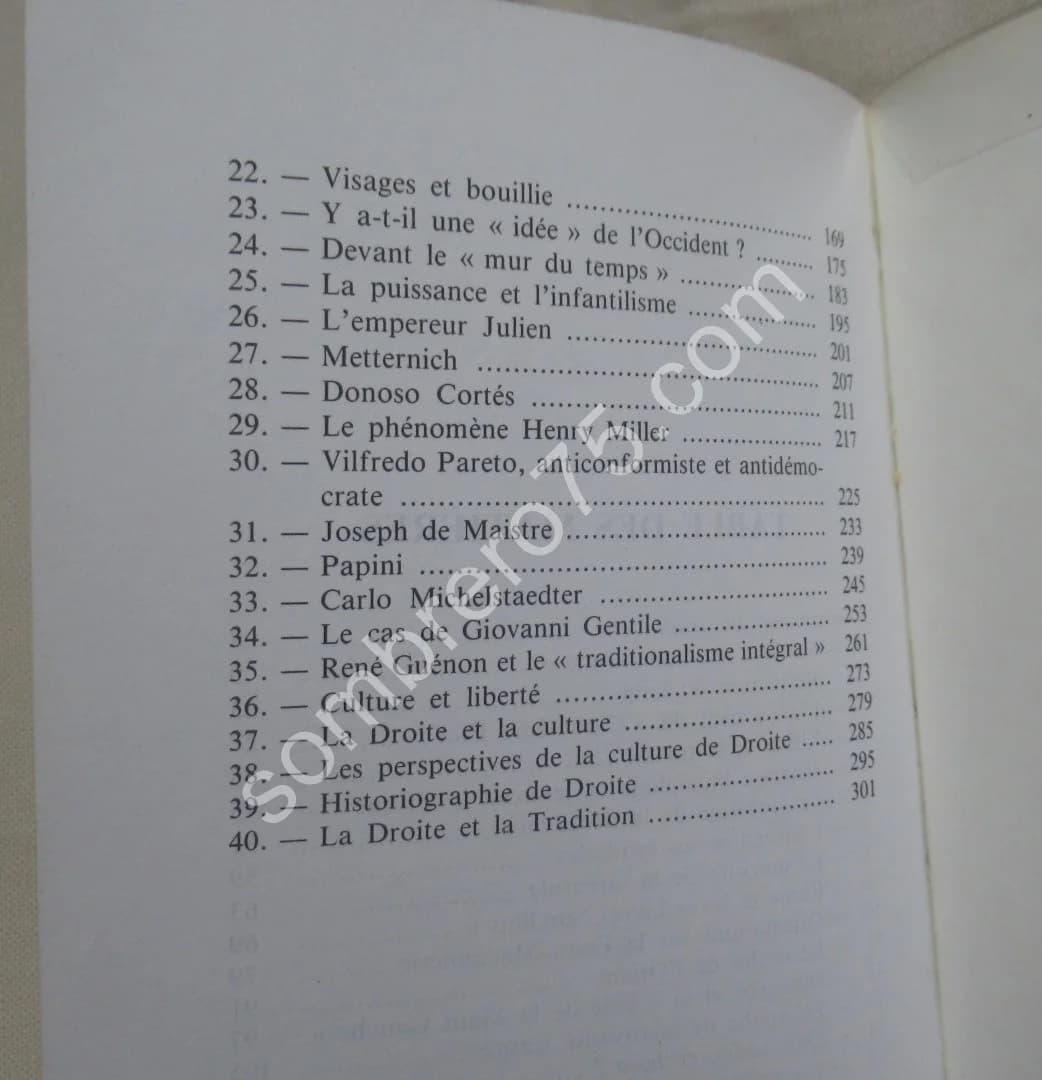 22. — Visages et bouillie .......... 169
23. — Y a-t-il une « idée » de l'Occident ? .......... 175
24. — Devant le « mur du temps » .......... 183
25. — La puissance et l'infantilisme .......... 195
26. — L'empereur Julien .......... 201
27. — Metternich .......... 207
28. — Donoso Cortés .......... 211
29. — Le phénomène Henry Miller .......... 217
30. — Vilfredo Pareto, anticonformiste et antidémo-
crate .......... 225
31. — Joseph de Maistre .......... 233
32. — Papini .......... 239
33. — Carlo Michelstaedter .......... 245
34. — Le cas de Giovanni Gentile .......... 253
35. — René Guénon et le « traditionalisme intégral » 261
36. — Culture et liberté .......... 273
37. — La Droite et la culture .......... 279
38. — Les perspectives de la culture de Droite ..... 285
39. — Historiographie de Droite .......... 295
40. — La Droite et la Tradition .......... 301
sombrero75.com.